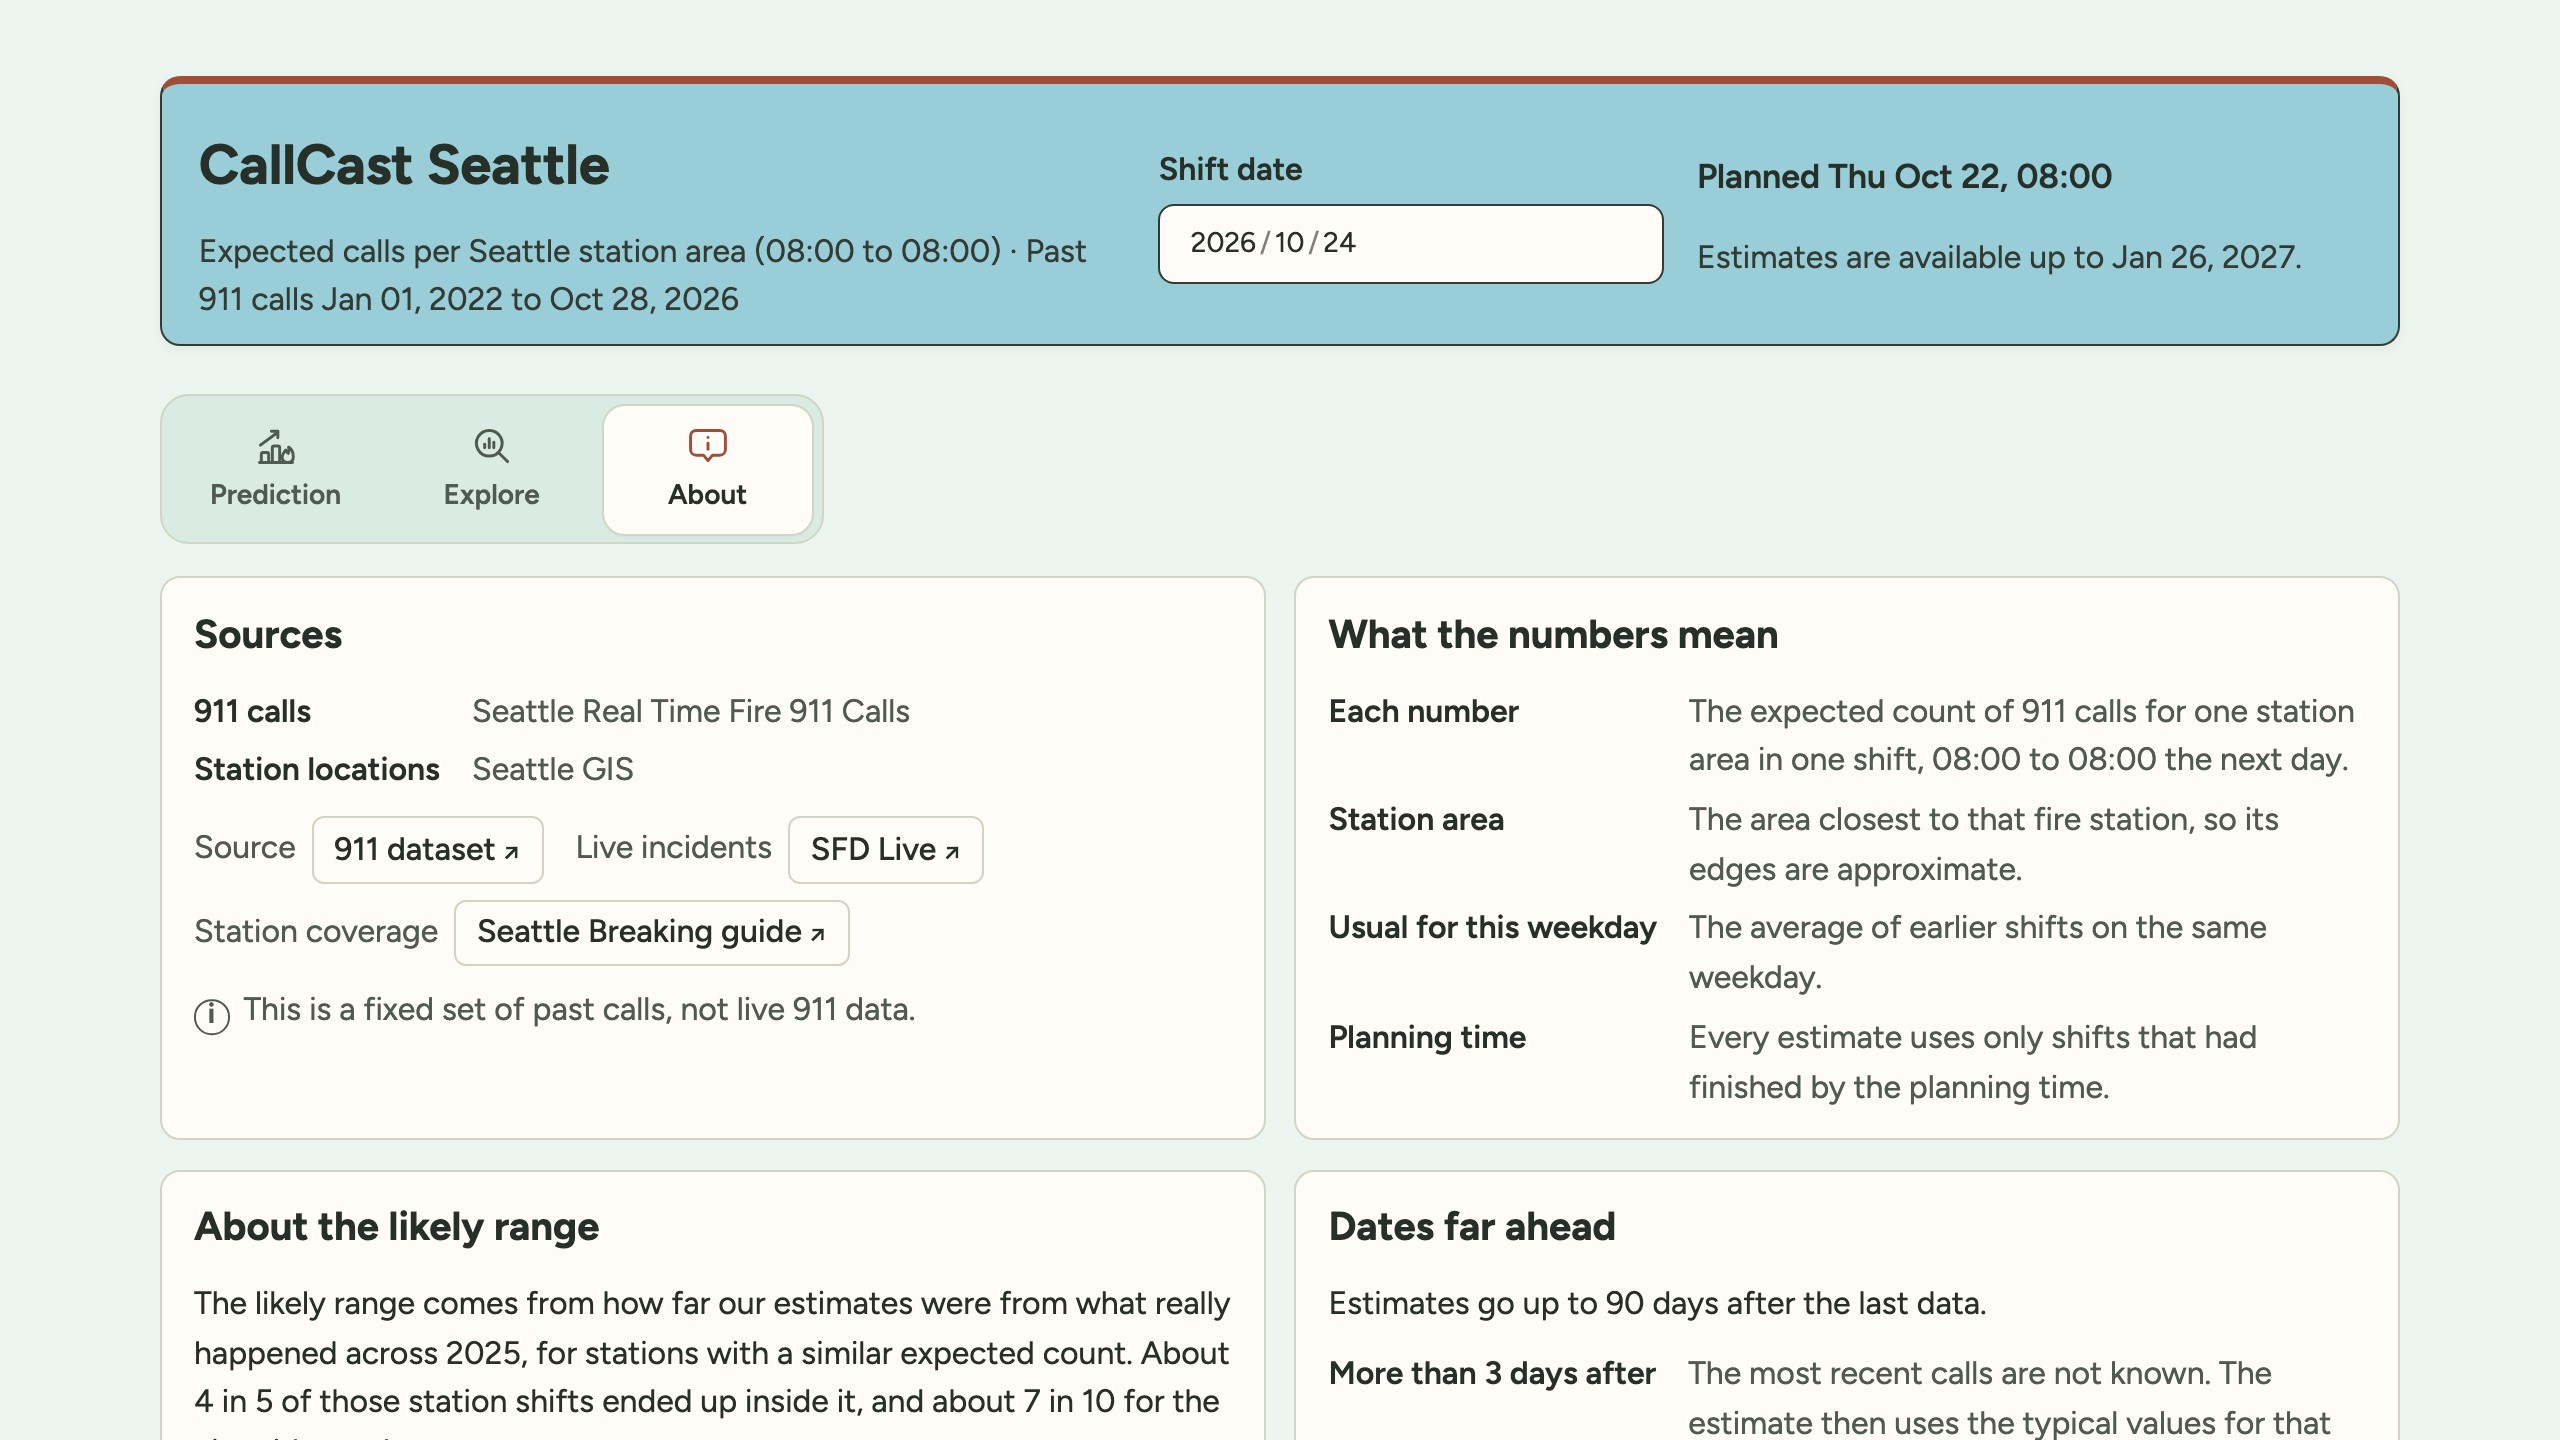 CallCast Seattle
Expected calls per Seattle station area (08:00 to 08:00) · Past
911 calls Jan 01, 2022 to Oct 28, 2026
Shift date
2026/10/24
Planned Thu Oct 22, 08:00
Estimates are available up to Jan 26, 2027.
Prediction
Explore
About
Sources
911 calls Seattle Real Time Fire 911 Calls
Station locations Seattle GIS
Source 911 dataset ↗ Live incidents SFD Live ↗
Station coverage Seattle Breaking guide ↗
This is a fixed set of past calls, not live 911 data.
What the numbers mean
Each number The expected count of 911 calls for one station
area in one shift, 08:00 to 08:00 the next day.
Station area The area closest to that fire station, so its
edges are approximate.
Usual for this weekday The average of earlier shifts on the same
weekday.
Planning time Every estimate uses only shifts that had
finished by the planning time.
About the likely range
The likely range comes from how far our estimates were from what really
happened across 2025, for stations with a similar expected count. About
4 in 5 of those station shifts ended up inside it, and about 7 in 10 for the
Dates far ahead
Estimates go up to 90 days after the last data.
More than 3 days after The most recent calls are not known. The
estimate then uses the typical values for that